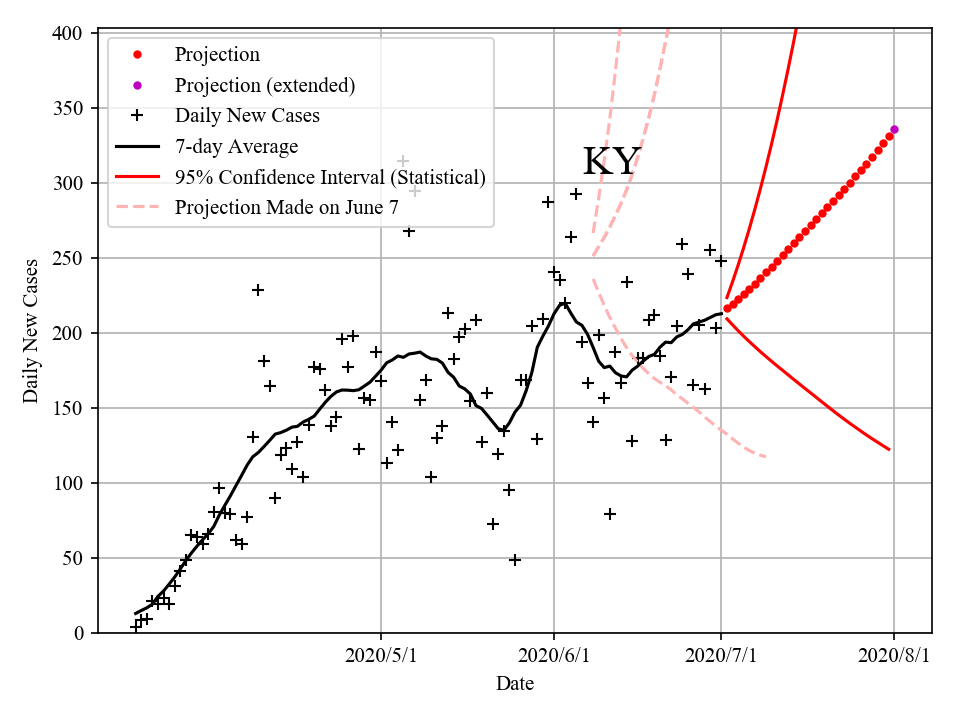 400
350
300
250
200
150
100
50
0
Daily New Cases
Projection
Projection (extended)
Daily New Cases
7-day Average
95% Confidence Interval (Statistical)
Projection Made on June 7
KY
2020/5/1
2020/6/1
2020/7/1
2020/8/1
Date